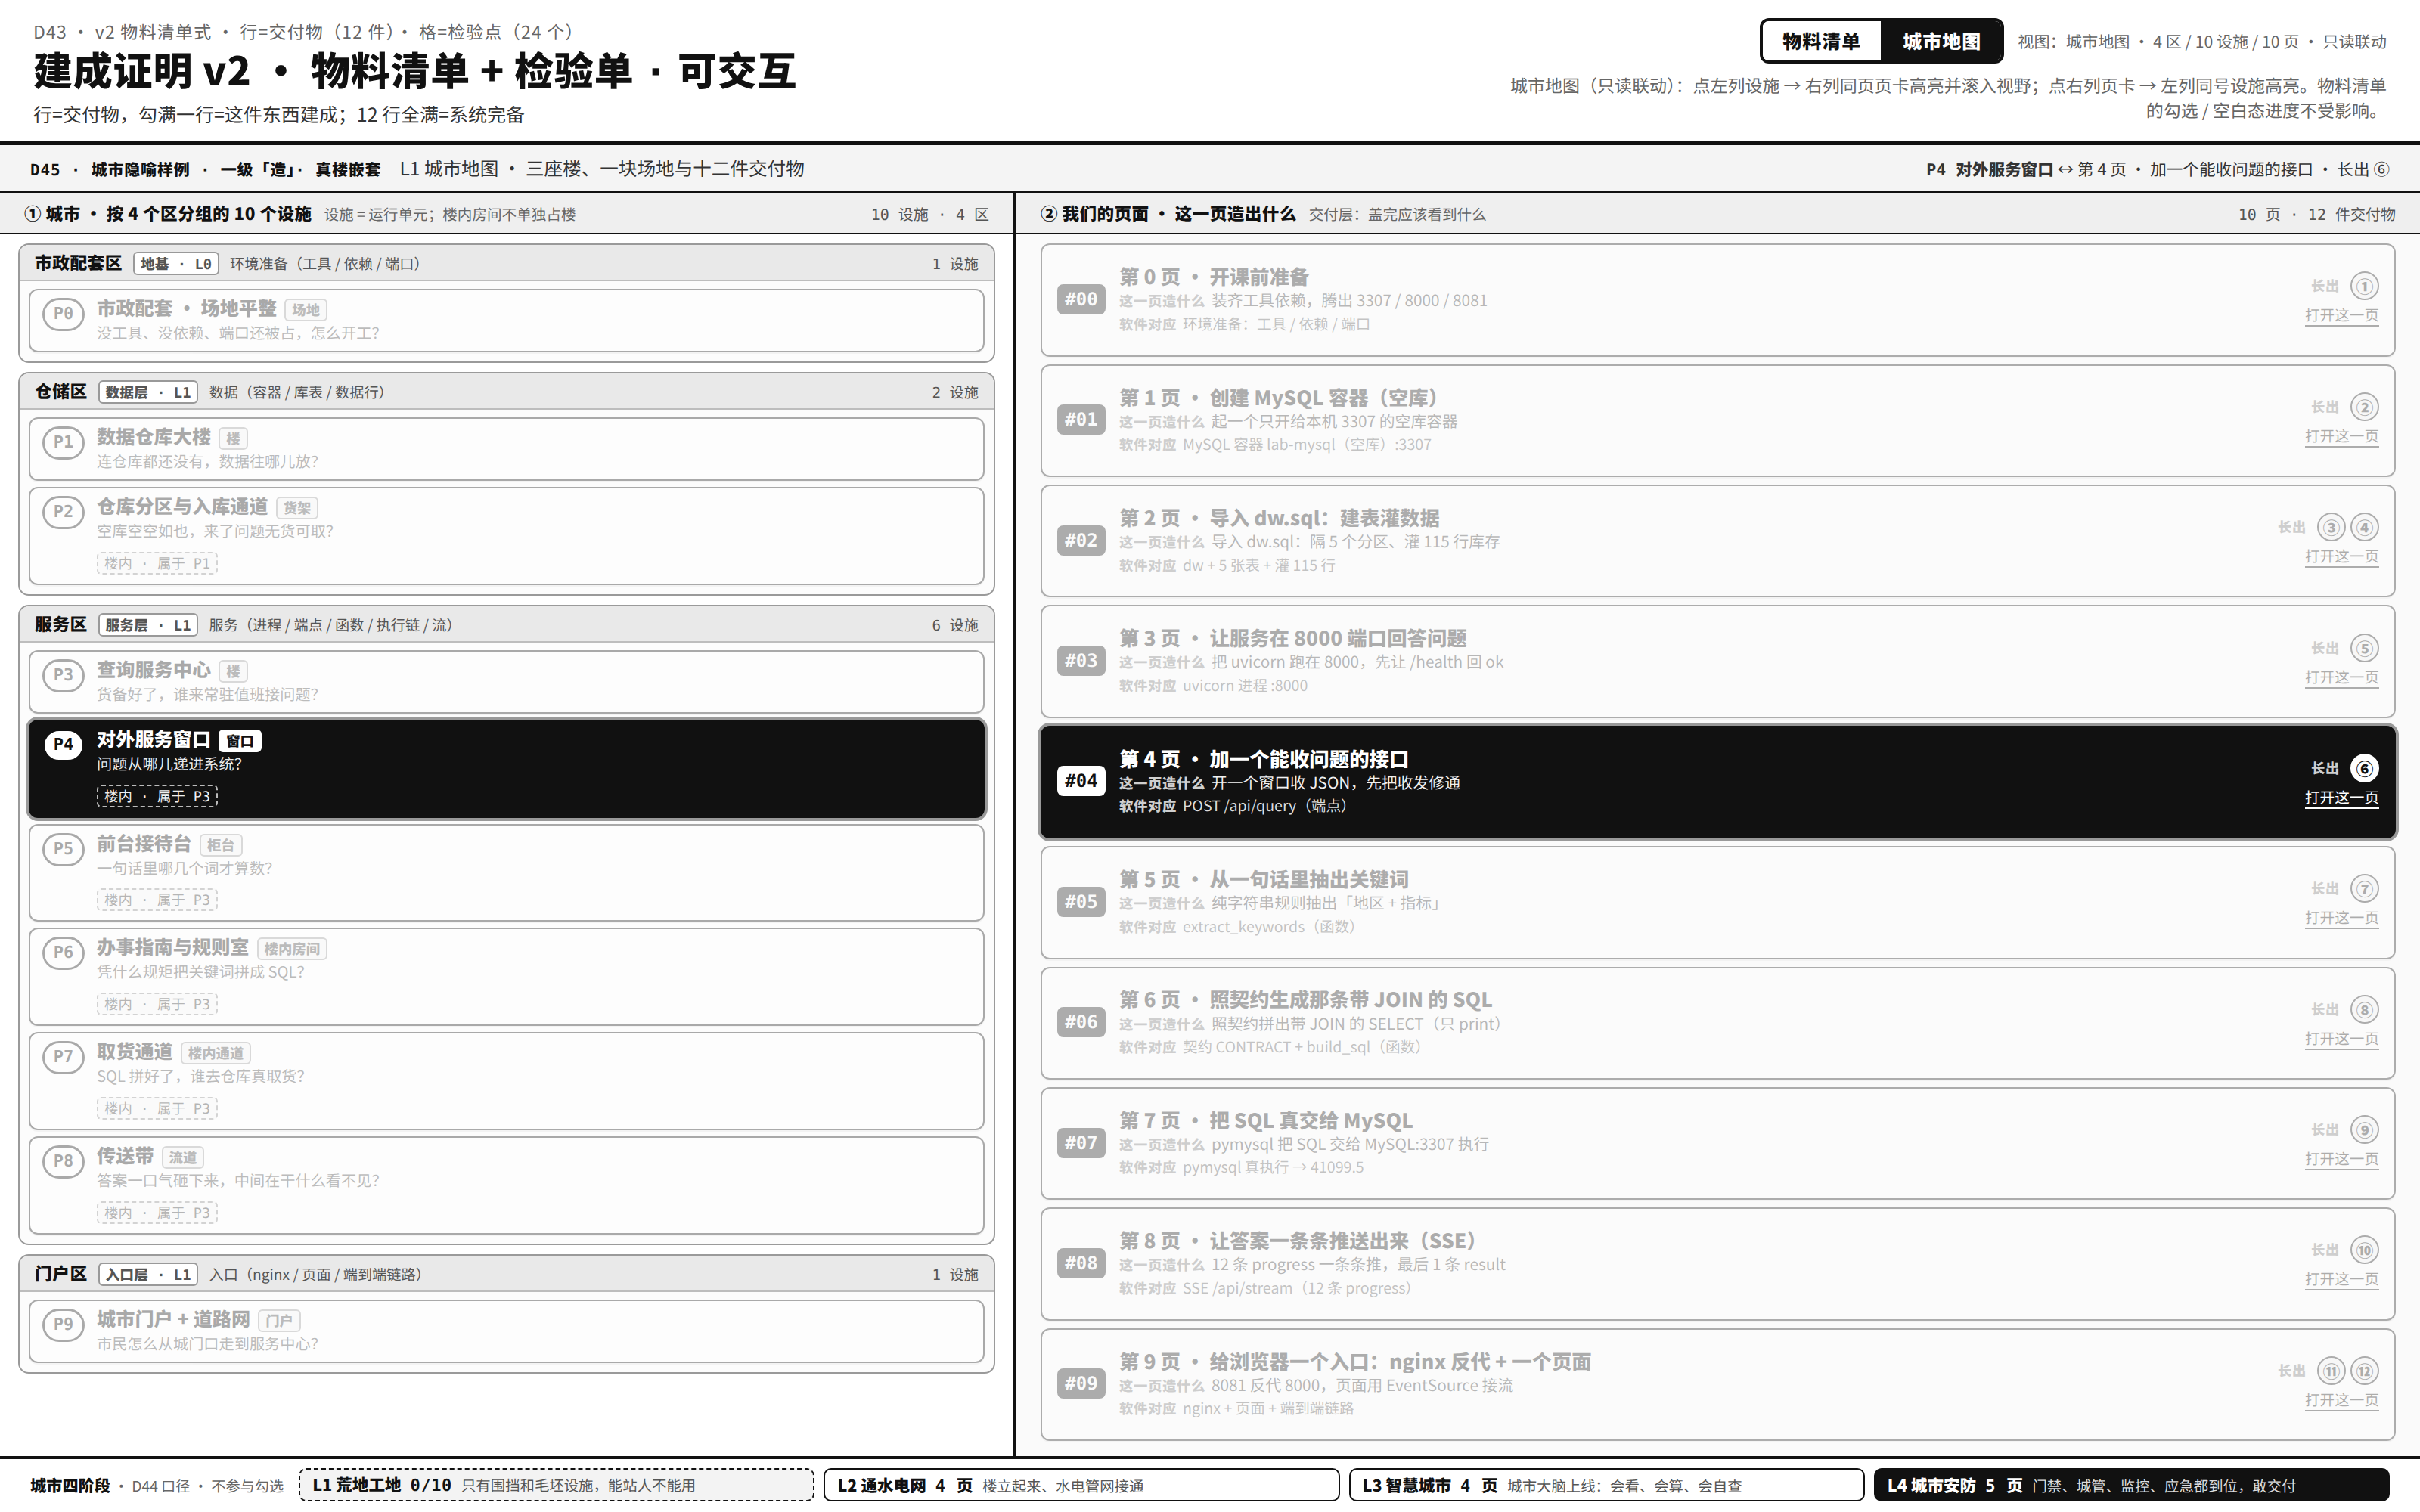 D43 · v2 物料清单式 · 行=交付物（12 件）· 格=检验点（24 个）
建成证明 v2 · 物料清单 + 检验单 · 可交互
行=交付物，勾满一行=这件东西建成；12 行全满=系统完备
物料清单 城市地图 视图：城市地图 · 4 区 / 10 设施 / 10 页 · 只读联动
城市地图（只读联动）：点左列设施 → 右列同页页卡高亮并滚入视野；点右列页卡 → 左列同号设施高亮。物料清单
的勾选 / 空白态进度不受影响。
D45 · 城市隐喻样例 · 一级「造」· 真楼嵌套 L1 城市地图 · 三座楼、一块场地与十二件交付物
P4 对外服务窗口 ↔ 第 4 页 · 加一个能收问题的接口 · 长出 ⑥
① 城市 · 按 4 个区分组的 10 个设施 设施 = 运行单元；楼内房间不单独占楼 10 设施 · 4 区
市政配套区 地基 · L0 环境准备（工具 / 依赖 / 端口） 1 设施
P0 市政配套 · 场地平整 场地
没工具、没依赖、端口还被占，怎么开工？
仓储区 数据层 · L1 数据（容器 / 库表 / 数据行） 2 设施
P1 数据仓库大楼 楼
连仓库都还没有，数据往哪儿放？
P2 仓库分区与入库通道 货架
空库空空如也，来了问题无货可取？
楼内 · 属于 P1
服务区 服务层 · L1 服务（进程 / 端点 / 函数 / 执行链 / 流） 6 设施
P3 查询服务中心 楼
货备好了，谁来常驻值班接问题？
P4 对外服务窗口 窗口
问题从哪儿递进系统？
楼内 · 属于 P3
P5 前台接待台 柜台
一句话里哪几个词才算数？
楼内 · 属于 P3
P6 办事指南与规则室 楼内房间
凭什么规矩把关键词拼成 SQL？
楼内 · 属于 P3
P7 取货通道 楼内通道
SQL 拼好了，谁去仓库真取货？
楼内 · 属于 P3
P8 传送带 流道
答案一口气砸下来，中间在干什么看不见？
楼内 · 属于 P3
门户区 入口层 · L1 入口（nginx / 页面 / 端到端链路） 1 设施
P9 城市门户 + 道路网 门户
市民怎么从城门口走到服务中心？
② 我们的页面 · 这一页造出什么 交付层：盖完应该看到什么 10 页 · 12 件交付物
#00 第 0 页 · 开课前准备
这一页造什么 装齐工具依赖，腾出 3307 / 8000 / 8081
软件对应 环境准备：工具 / 依赖 / 端口
长出 ①
打开这一页
#01 第 1 页 · 创建 MySQL 容器（空库）
这一页造什么 起一个只开给本机 3307 的空库容器
软件对应 MySQL 容器 lab-mysql（空库）:3307
长出 ②
打开这一页
#02 第 2 页 · 导入 dw.sql：建表灌数据
这一页造什么 导入 dw.sql：隔 5 个分区、灌 115 行库存
软件对应 dw + 5 张表 + 灌 115 行
长出 ③ ④
打开这一页
#03 第 3 页 · 让服务在 8000 端口回答问题
这一页造什么 把 uvicorn 跑在 8000，先让 /health 回 ok
软件对应 uvicorn 进程 :8000
长出 ⑤
打开这一页
#04 第 4 页 · 加一个能收问题的接口
这一页造什么 开一个窗口收 JSON，先把收发修通
软件对应 POST /api/query（端点）
长出 ⑥
打开这一页
#05 第 5 页 · 从一句话里抽出关键词
这一页造什么 纯字符串规则抽出「地区 + 指标」
软件对应 extract_keywords（函数）
长出 ⑦
打开这一页
#06 第 6 页 · 照契约生成那条带 JOIN 的 SQL
这一页造什么 照契约拼出带 JOIN 的 SELECT（只 print）
软件对应 契约 CONTRACT + build_sql（函数）
长出 ⑧
打开这一页
#07 第 7 页 · 把 SQL 真交给 MySQL
这一页造什么 pymysql 把 SQL 交给 MySQL:3307 执行
软件对应 pymysql 真执行 → 41099.5
长出 ⑨
打开这一页
#08 第 8 页 · 让答案一条条推送出来（SSE）
这一页造什么 12 条 progress 一条条推，最后 1 条 result
软件对应 SSE /api/stream（12 条 progress）
长出 ⑩
打开这一页
#09 第 9 页 · 给浏览器一个入口：nginx 反代 + 一个页面
这一页造什么 8081 反代 8000，页面用 EventSource 接流
软件对应 nginx + 页面 + 端到端链路
长出 ⑪ ⑫
打开这一页
城市四阶段 · D44 口径 · 不参与勾选 L1 荒地工地 0/10 只有围挡和毛坯设施，能站人不能用 L2 通水电网 4 页 楼立起来、水电管网接通 L3 智慧城市 4 页 城市大脑上线：会看、会算、会自查 L4 城市安防 5 页 门禁、城管、监控、应急都到位，敢交付